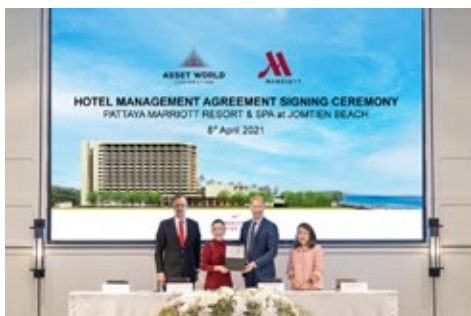 ASSET WORLD
CORPORATION
MARRIOTT
HOTEL MANAGEMENT AGREEMENT SIGNING CEREMONY
PATTAYA MARRIOTT RESORT & SPA at JOMTIEN BEACH
8th April 2021